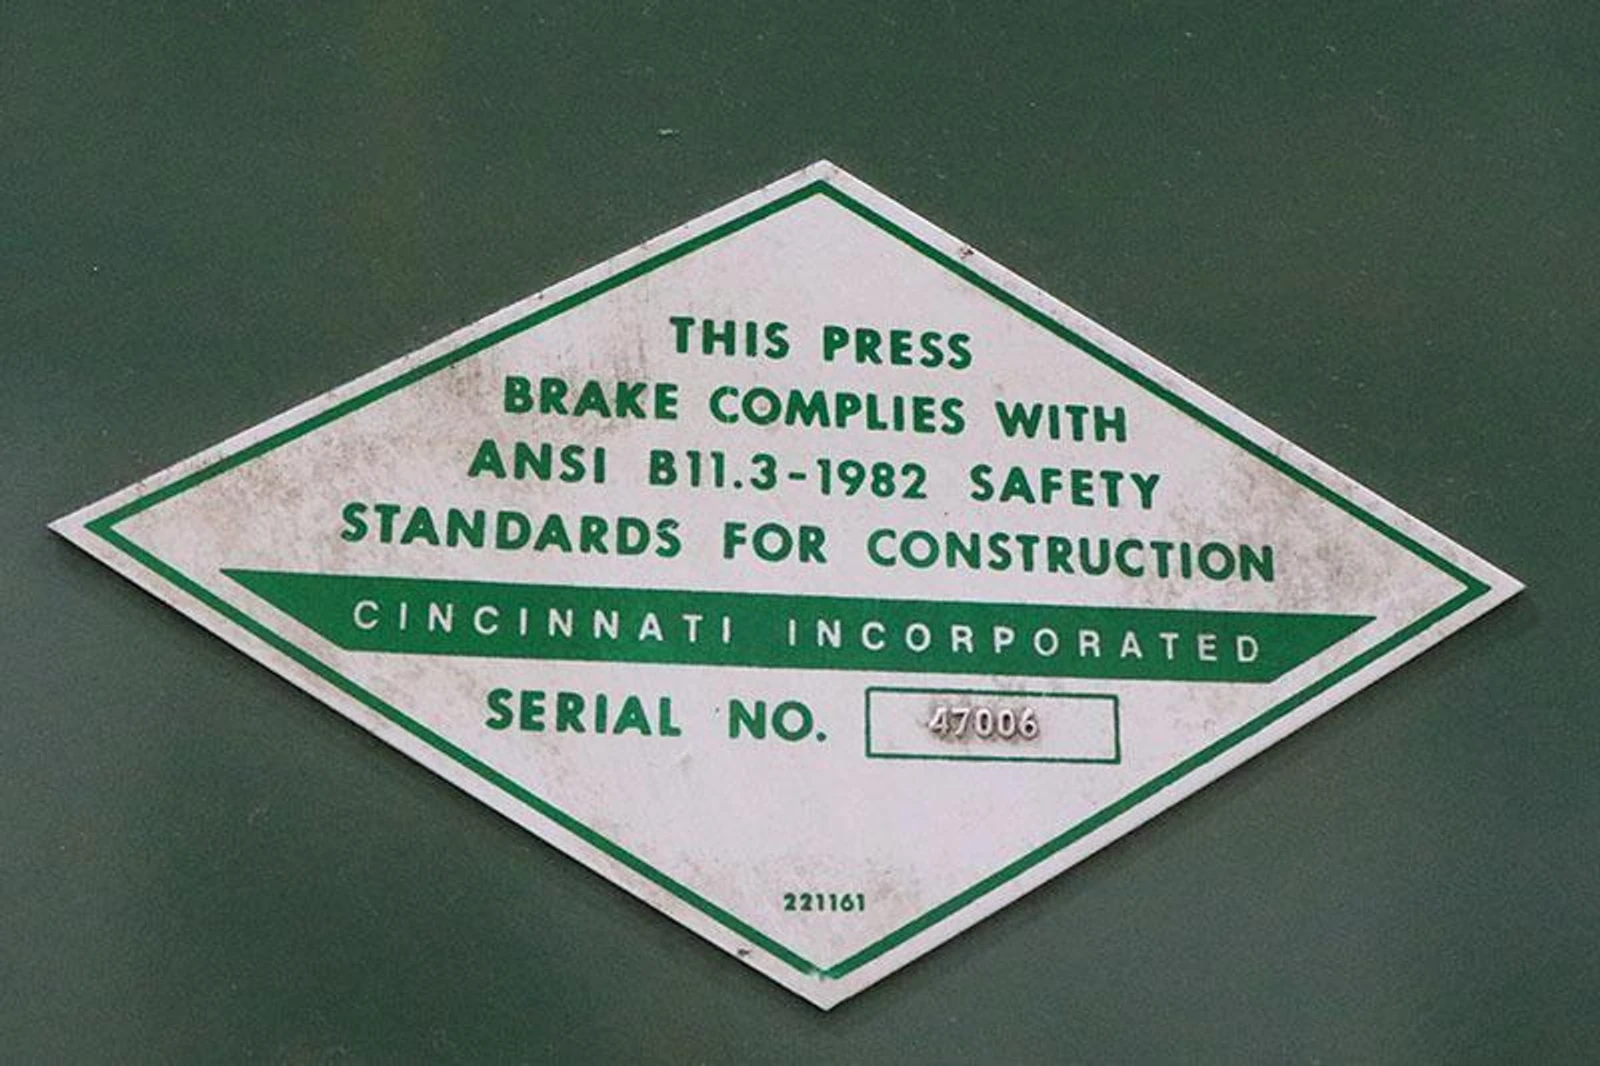 THIS PRESS
BRAKE COMPLIES WITH
ANSI B11.3-1982 SAFETY
STANDARDS FOR CONSTRUCTION
CINCINNATI INCORPORATED
SERIAL NO. 47006
221161